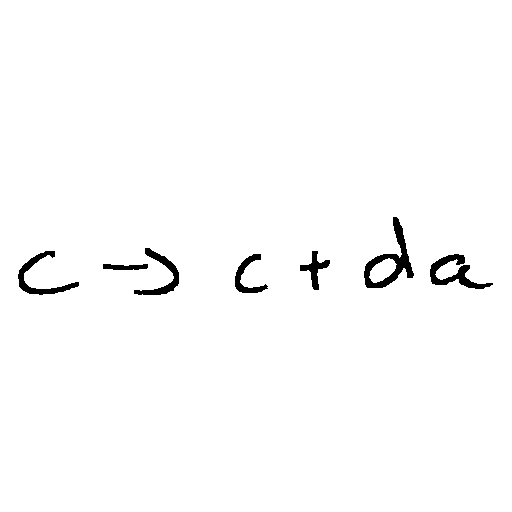 c → c + da